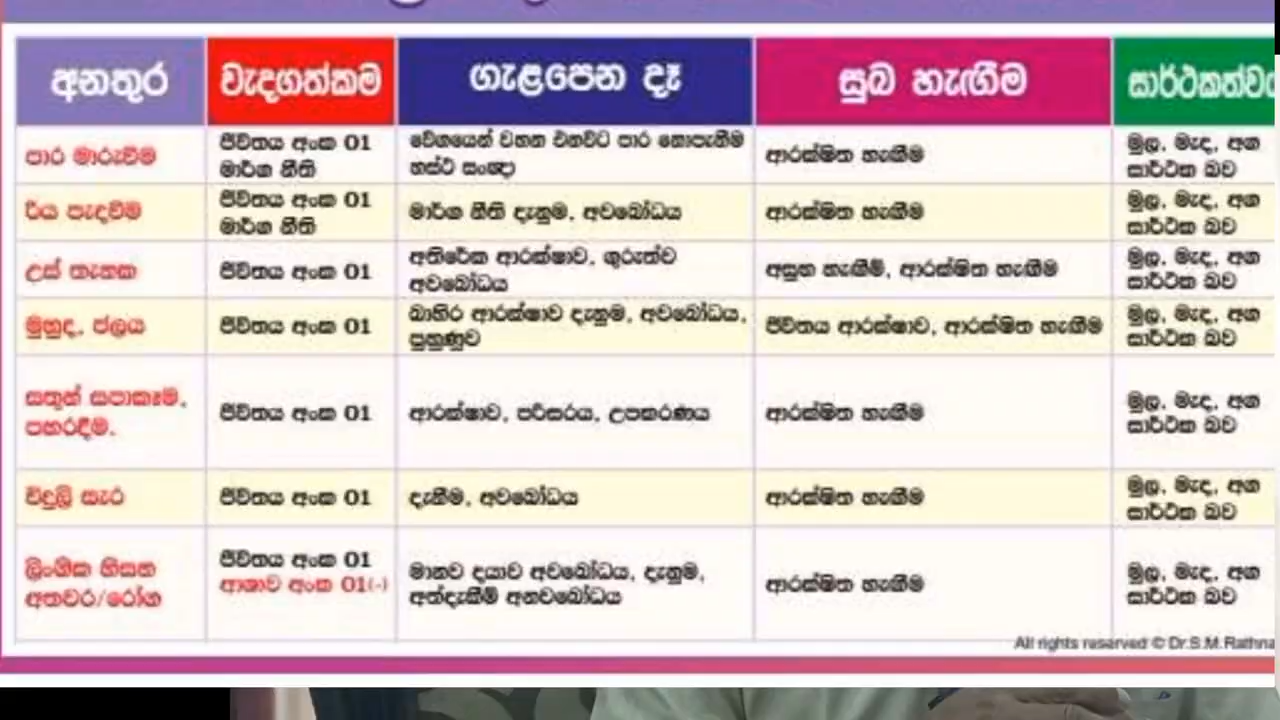 අනතුර වැදගත්කම ගැළපෙන දෑ සුබ හැඟීම සාර්ථකත්වය
පාර මාරුවීම ජීවිතය අංක 01 වේගයෙන් වහන එනවිට පාර නොපැනීම ආරක්ෂිත හැඟීම මුල, මැද, අග
මාර්ග නීති හස්ථ සංඥා සාර්ථක බව
රිය පැදවීම ජීවිතය අංක 01 මාර්ග නීති දැනුම, අවබෝධය ආරක්ෂිත හැඟීම මුල, මැද, අග
මාර්ග නීති සාර්ථක බව
උස් තැනක ජීවිතය අංක 01 අතිරේක ආරක්ෂාව, ගුරුත්ව අසුභ හැඟීම්, ආරක්ෂිත හැඟීම මුල, මැද, අග
අවබෝධය සාර්ථක බව
මුහුද, ජලය ජීවිතය අංක 01 බාහිර ආරක්ෂාව දැනුම, අවබෝධය, ජීවිතය ආරක්ෂාව, ආරක්ෂිත හැඟීම මුල, මැද, අග
පුහුණුව සාර්ථක බව
සතුන් සපාකෑම, ජීවිතය අංක 01 ආරක්ෂාව, පරිසරය, උපකරණය ආරක්ෂිත හැඟීම මුල, මැද, අග
පහරදීම. සාර්ථක බව
විදුලි සැර ජීවිතය අංක 01 දැනීම, අවබෝධය ආරක්ෂිත හැඟීම මුල, මැද, අග
සාර්ථක බව
ලිංගික හිසන ජීවිතය අංක 01 මානව දයාව අවබෝධය, දැනුම, ආරක්ෂිත හැඟීම මුල, මැද, අග
අතවර/රෝග ආශාව අංක 01(-) අත්දැකීම් අනවබෝධය සාර්ථක බව
All rights reserved © Dr.S.M.Rathna